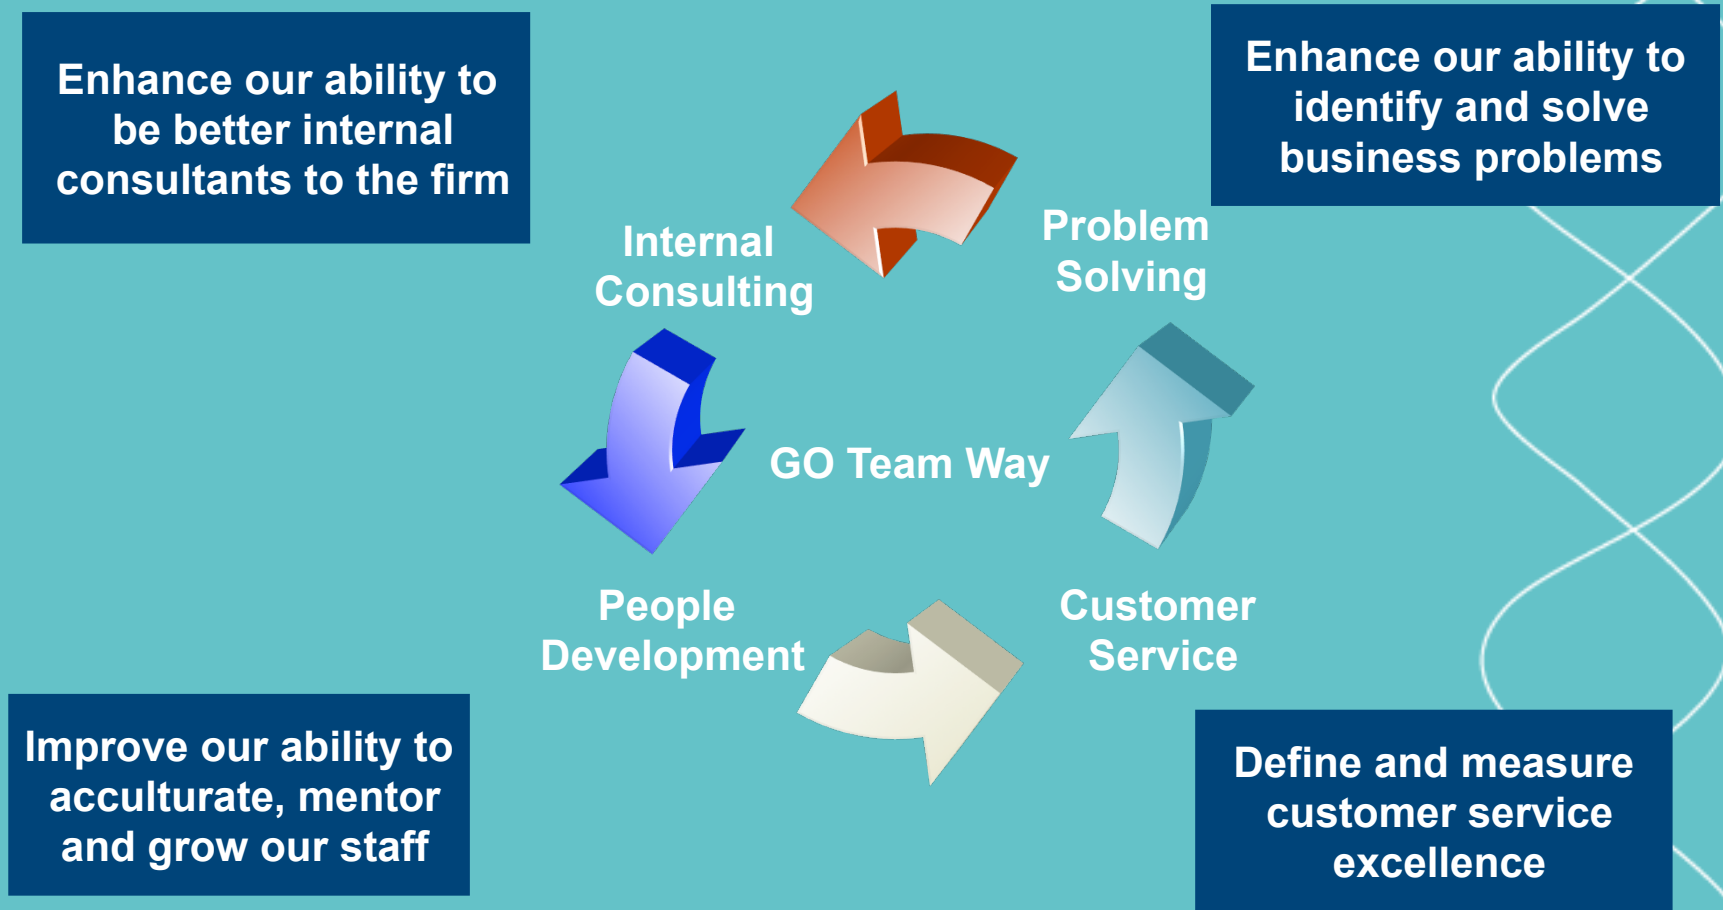 Enhance our ability to
be better internal
consultants to the firm
Enhance our ability to
identify and solve
business problems
Internal
Consulting
Problem
Solving
GO Team Way
People
Development
Customer
Service
Improve our ability to
acculturate, mentor
and grow our staff
Define and measure
customer service
excellence